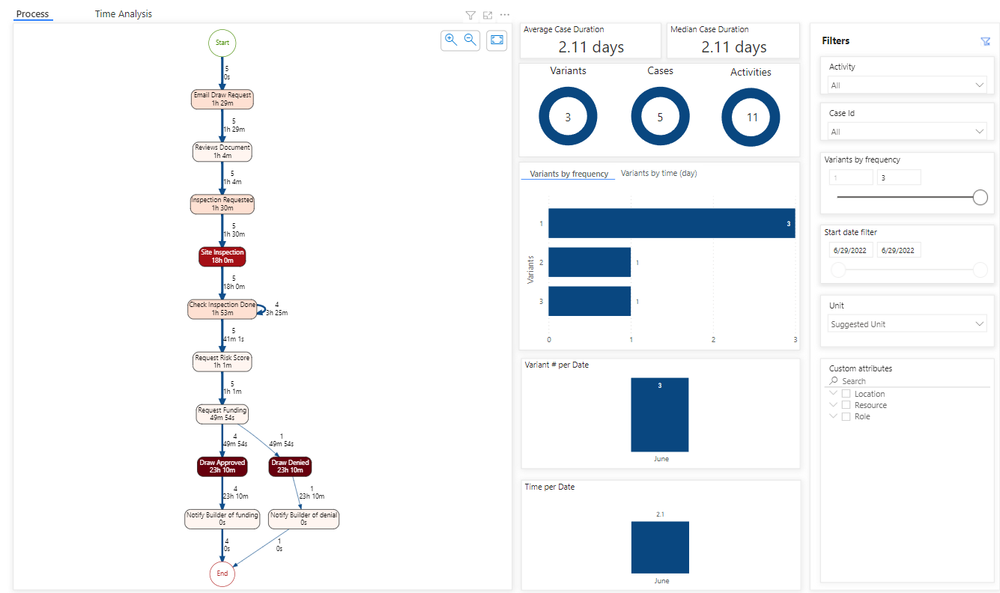 Process
Time Analysis
Start
5
0s
Email Draw Request
1h 29m
5
1h 29m
Reviews Document
1h 4m
5
1h 4m
Inspection Requested
1h 30m
5
1h 30m
Site Inspection
18h 0m
5
18h 0m
Check Inspection Done
1h 53m
4
3h 25m
5
41m 1s
Request Risk Score
1h 1m
5
1h 1m
Request Funding
49m 54s
4
49m 54s
1
49m 54s
Draw Approved
23h 10m
Draw Denied
23h 10m
4
23h 10m
1
23h 10m
Notify Builder of funding
0s
Notify Builder of denial
0s
4
0s
1
0s
End
Average Case Duration
2.11 days
Median Case Duration
2.11 days
Variants
Cases
Activities
3
5
11
Variants by frequency
Variants by time (day)
Variants
1
3
2
1
3
1
0
1
2
3
Variant # per Date
3
June
Time per Date
2.1
June
Filters
Activity
All
Case Id
All
Variants by frequency
1
3
Start date filter
6/29/2022
6/29/2022
Unit
Suggested Unit
Custom attributes
Search
Location
Resource
Role